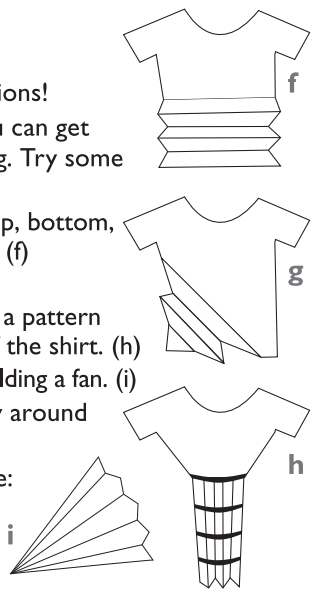 ions!
u can get
g. Try some
p, bottom,
(f)
a pattern
the shirt. (h)
lding a fan. (i)
around
e:
f
g
h
i